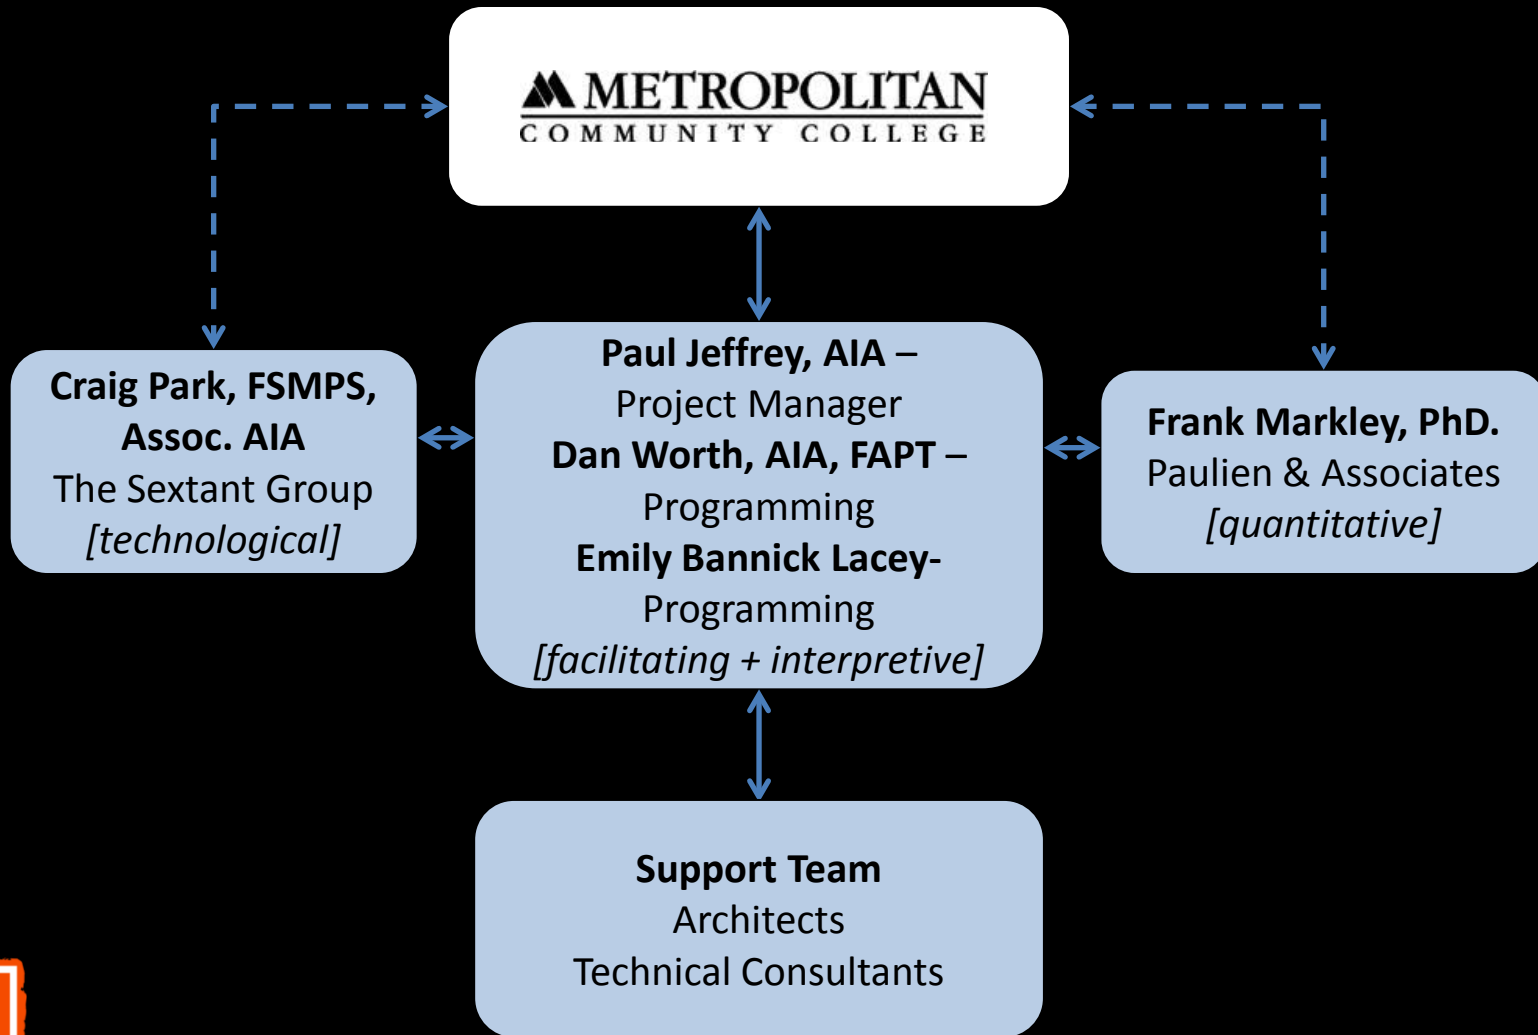 METROPOLITAN
COMMUNITY COLLEGE
Craig Park, FSMPS,
Assoc. AIA
The Sextant Group
[technological]
Paul Jeffrey, AIA –
Project Manager
Dan Worth, AIA, FAPT –
Programming
Emily Bannick Lacey-
Programming
[facilitating + interpretive]
Frank Markley, PhD.
Paulien & Associates
[quantitative]
Support Team
Architects
Technical Consultants